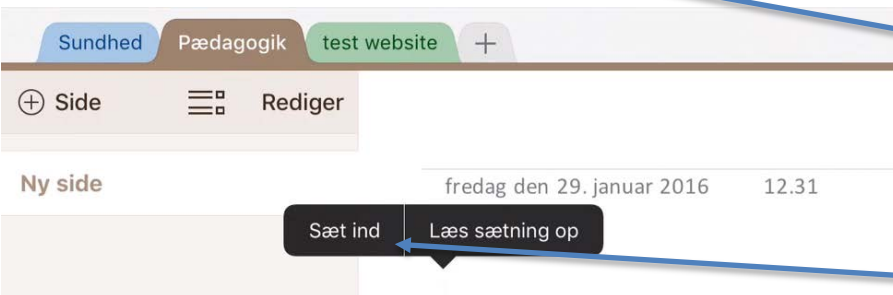 Sundhed Pædagogik test website +
Side Rediger
Ny side
fredag den 29. januar 2016 12.31
Sæt ind Læs sætning op